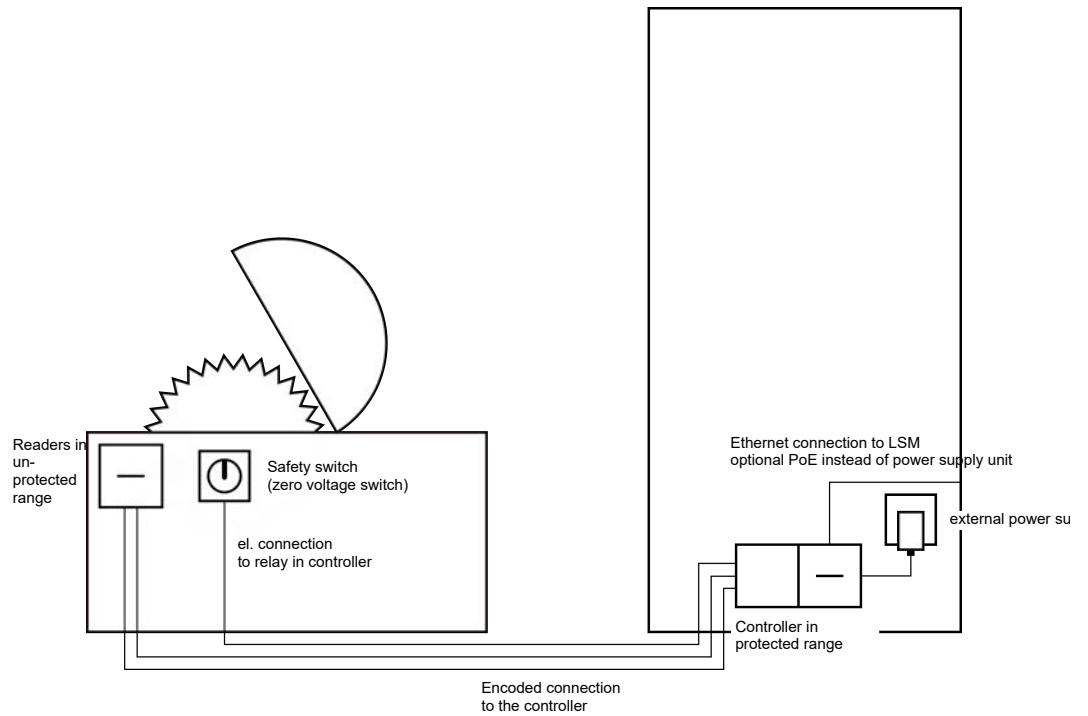 Readers in
un-
protected
range
Safety switch
(zero voltage switch)
el. connection
to relay in controller
Ethernet connection to LSM
optional PoE instead of power supply unit
external power su
Controller in
protected range
Encoded connection
to the controller